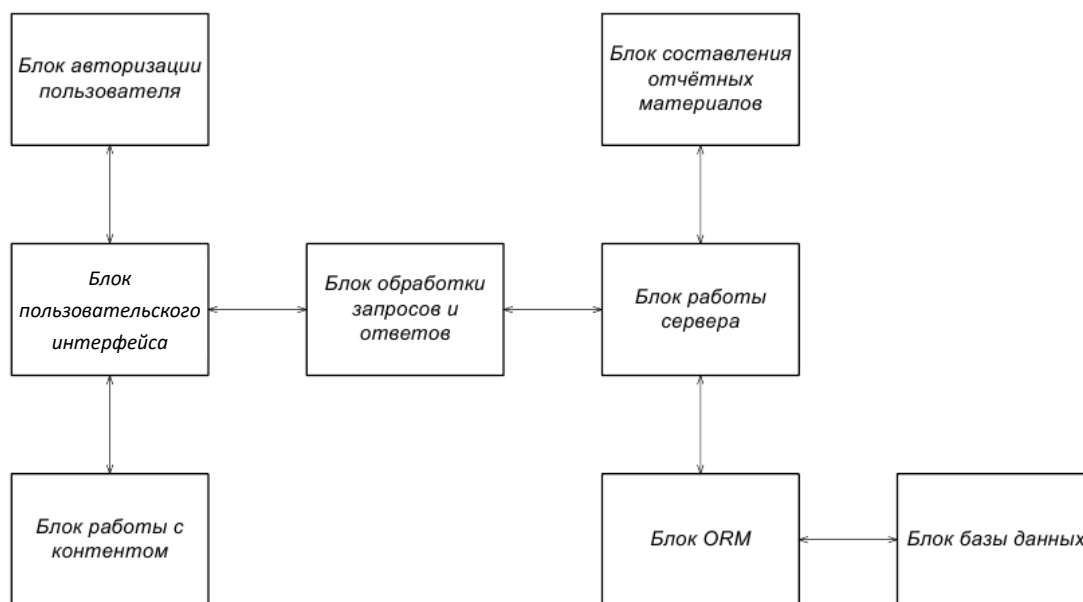 Блок авторизации
пользователя
Блок составления
отчётных
материалов
Блок
пользовательского
интерфейса
Блок обработки
запросов и
ответов
Блок работы
сервера
Блок работы с
контентом
Блок ORM
Блок базы данных